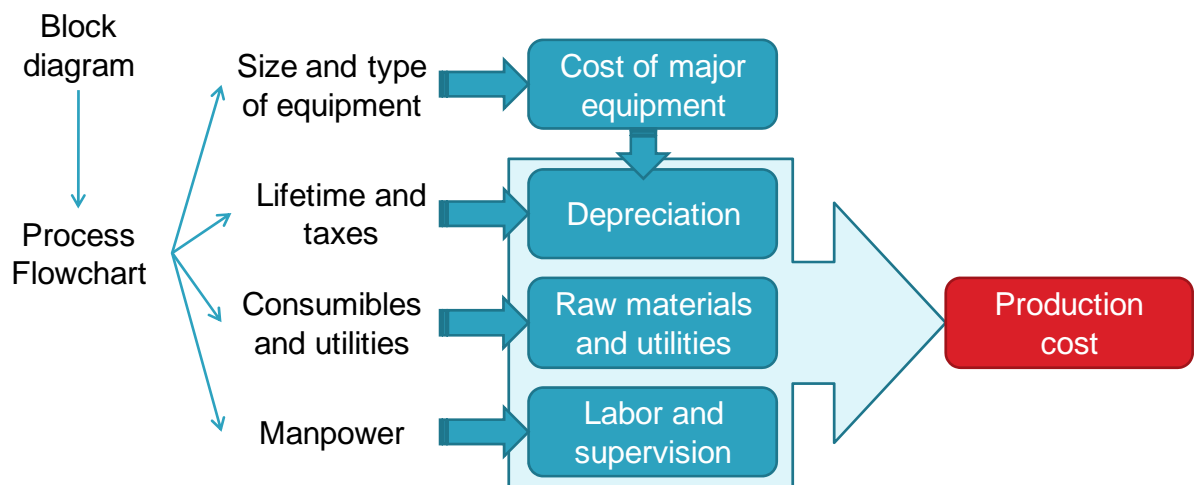 Block
diagram
Process
Flowchart
Size and type
of equipment
Cost of major
equipment
Lifetime and
taxes
Depreciation
Consumibles
and utilities
Raw materials
and utilities
Manpower
Labor and
supervision
Production
cost